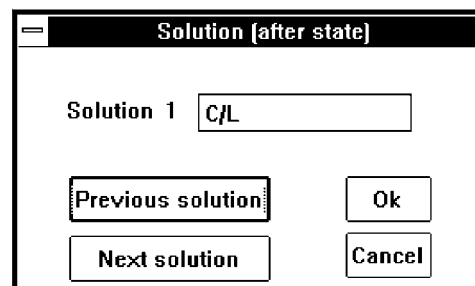 Solution (after state)
Solution 1 C/L
Previous solution Ok
Next solution Cancel